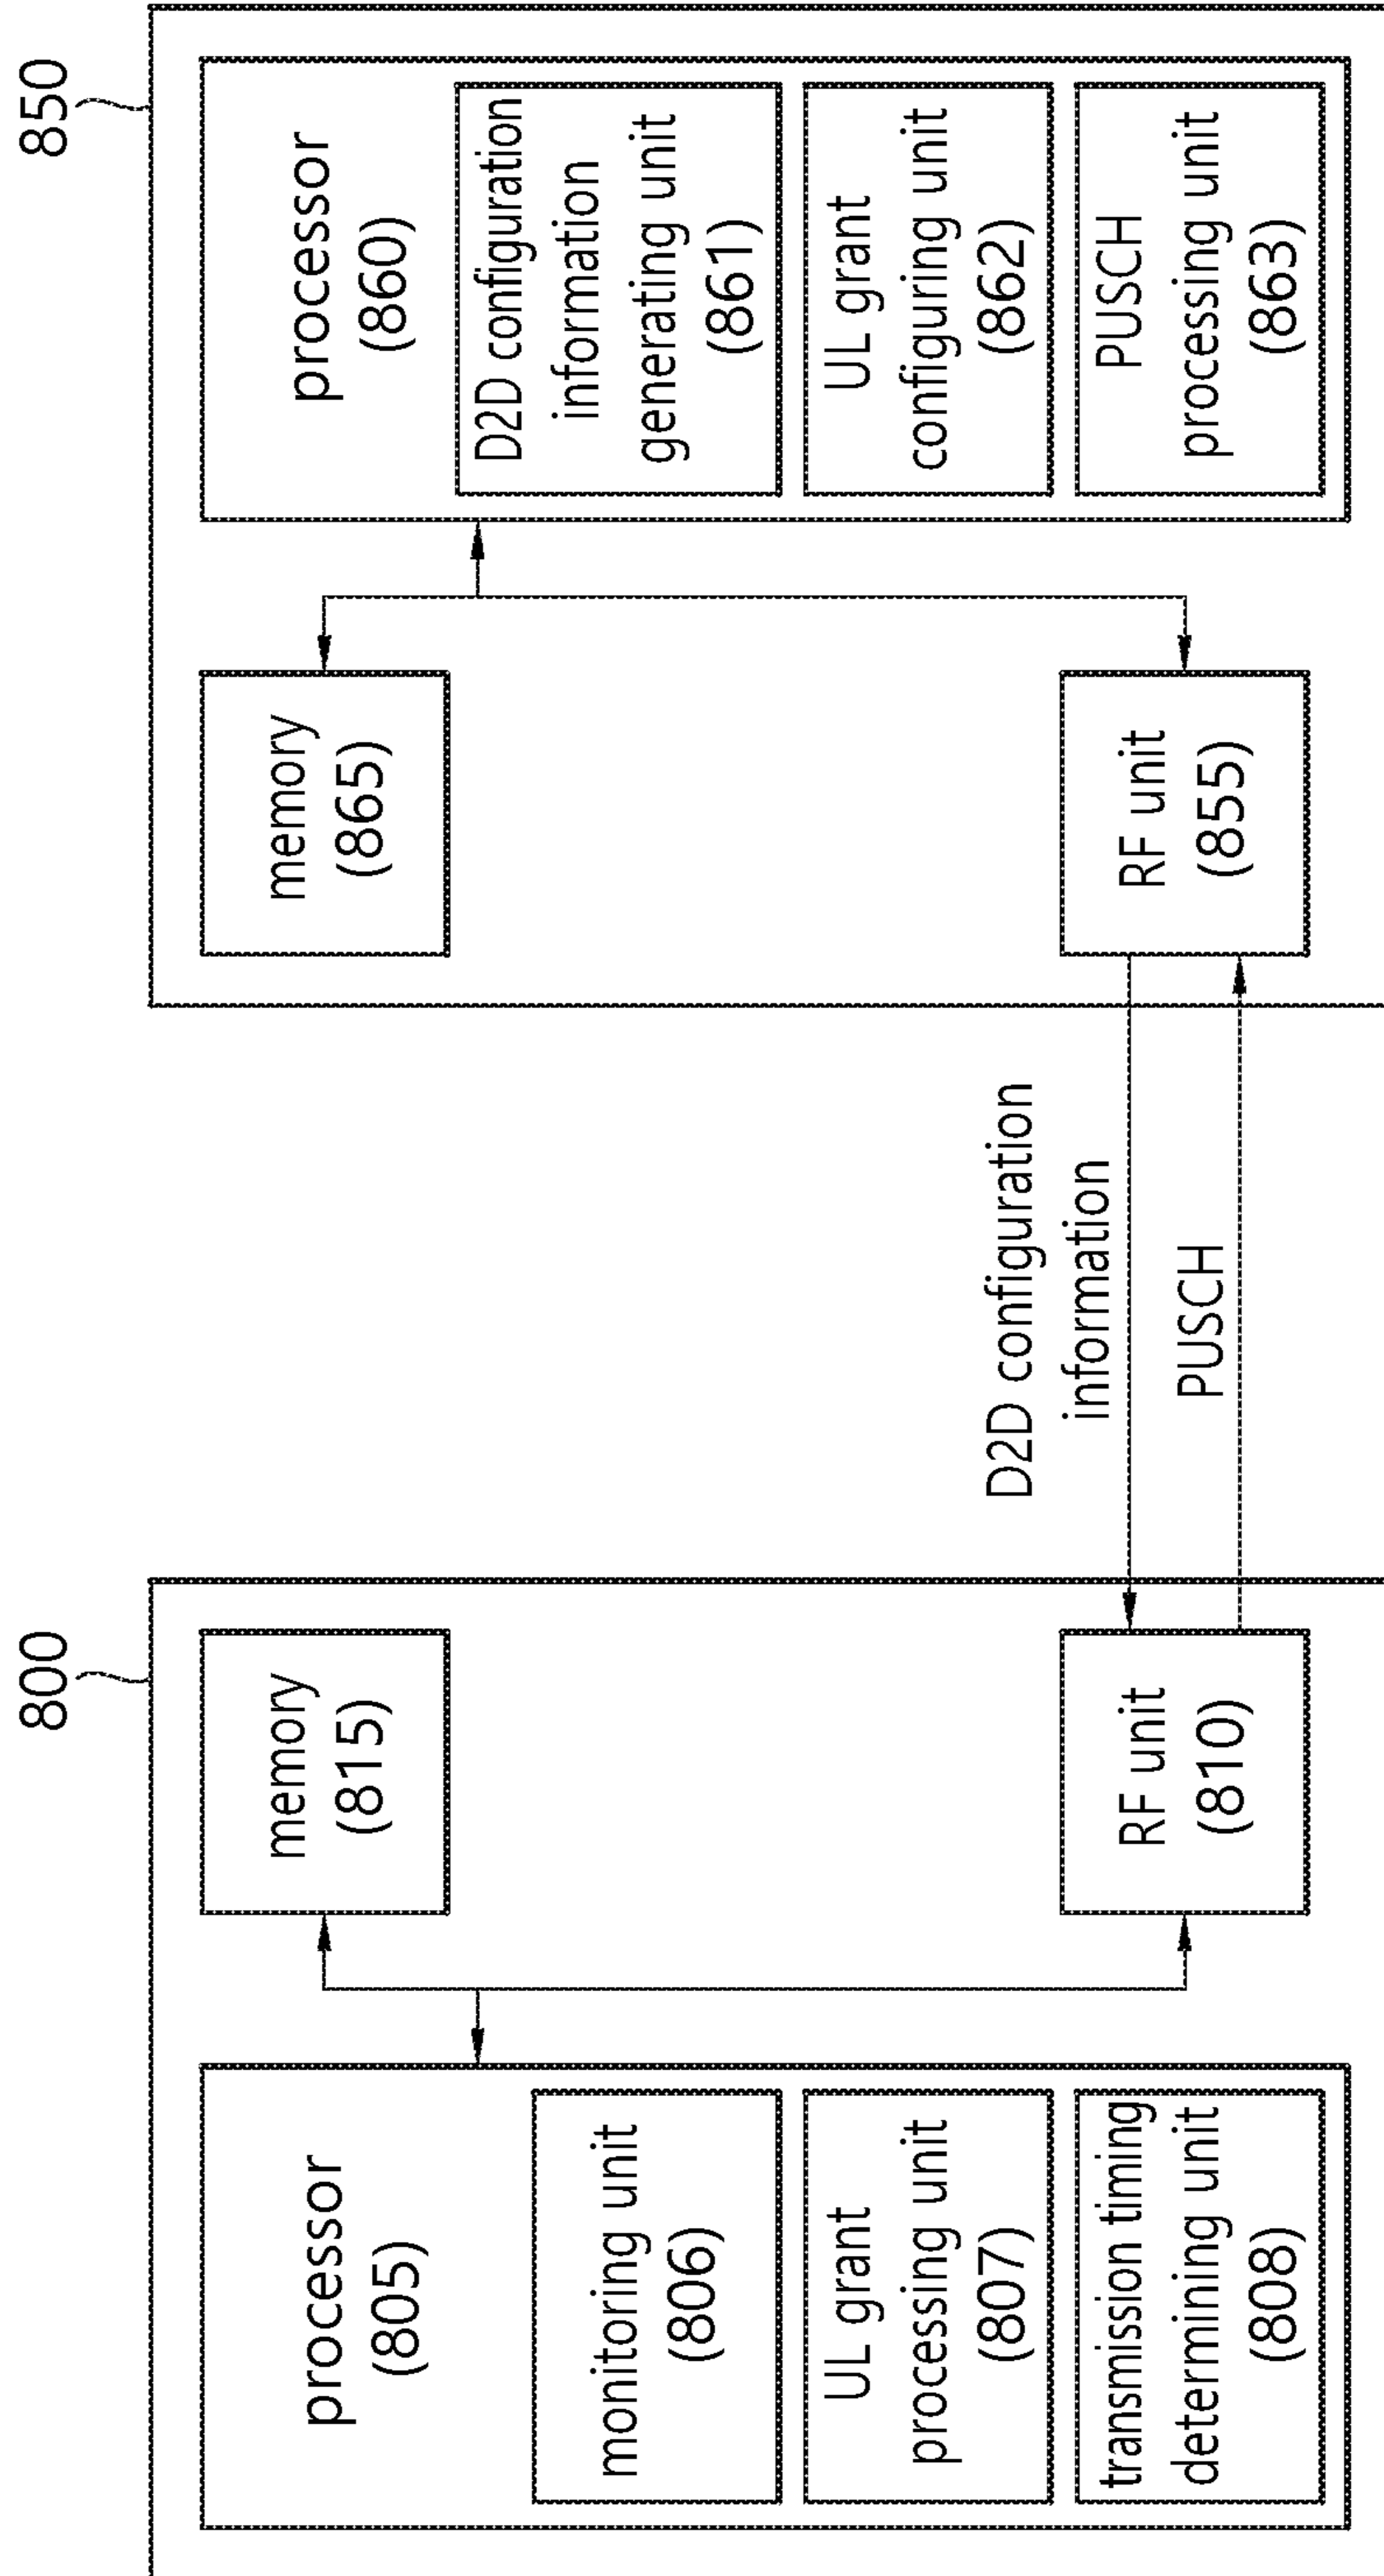 800
processor
(805)
monitoring unit
(806)
UL grant
processing unit
(807)
transmission timing
determining unit
(808)
memory
(815)
RF unit
(810)
D2D configuration
information
PUSCH
850
memory
(865)
RF unit
(855)
processor
(860)
D2D configuration
information
generating unit
(861)
UL grant
configuring unit
(862)
PUSCH
processing unit
(863)